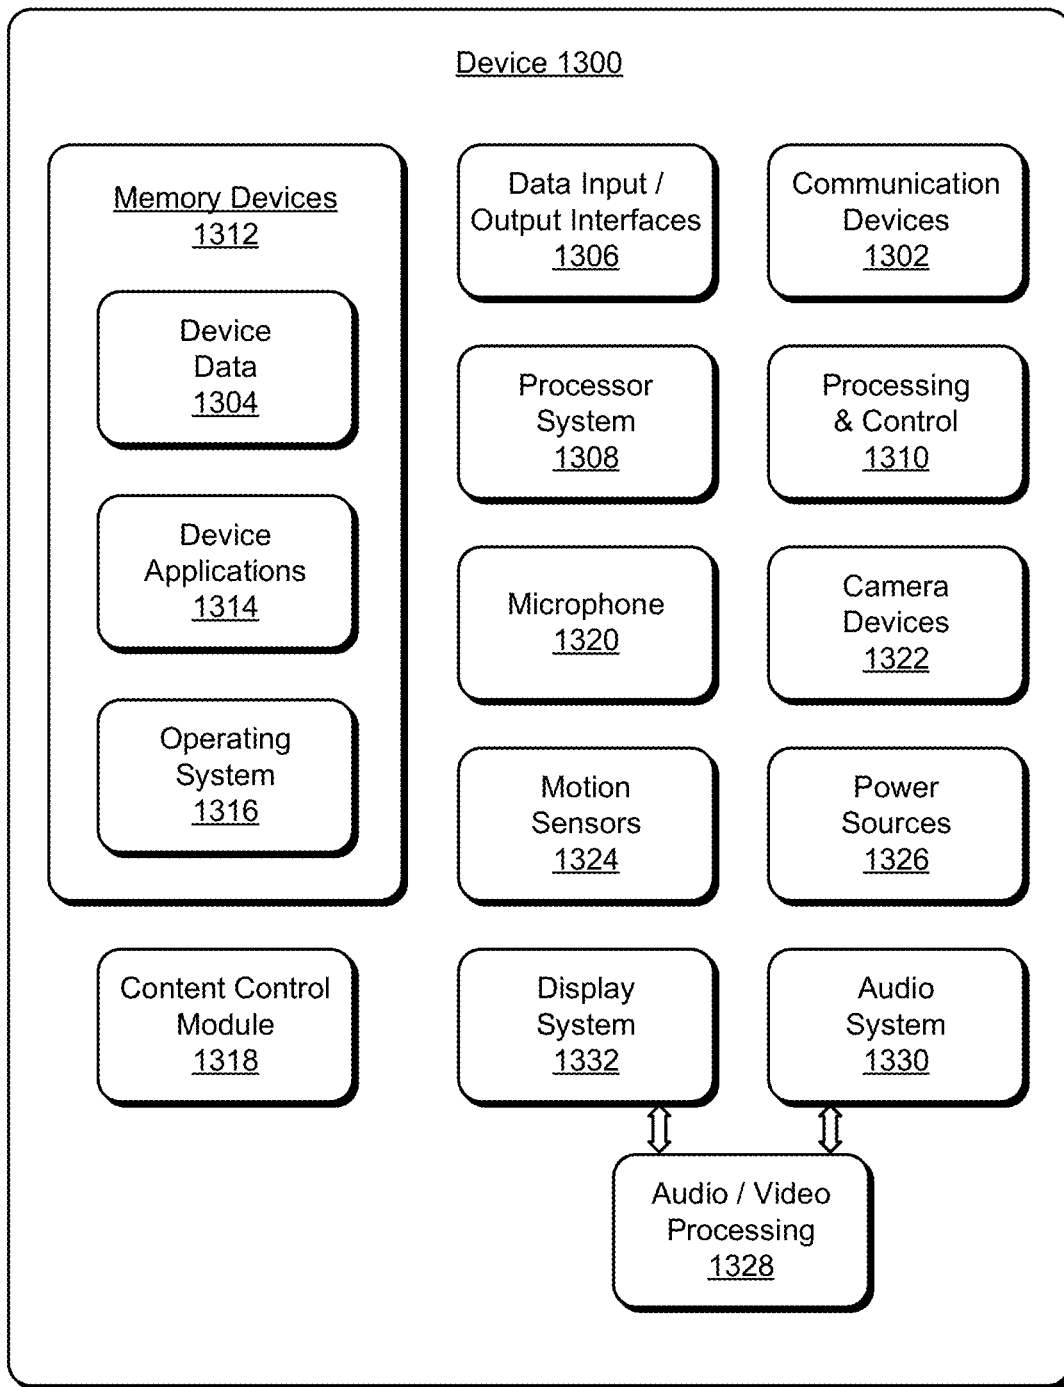 Device 1300
Memory Devices
1312
Device
Data
1304
Device
Applications
1314
Operating
System
1316
Content Control
Module
1318
Data Input /
Output Interfaces
1306
Communication
Devices
1302
Processor
System
1308
Processing
& Control
1310
Microphone
1320
Camera
Devices
1322
Motion
Sensors
1324
Power
Sources
1326
Display
System
1332
Audio
System
1330
Audio / Video
Processing
1328